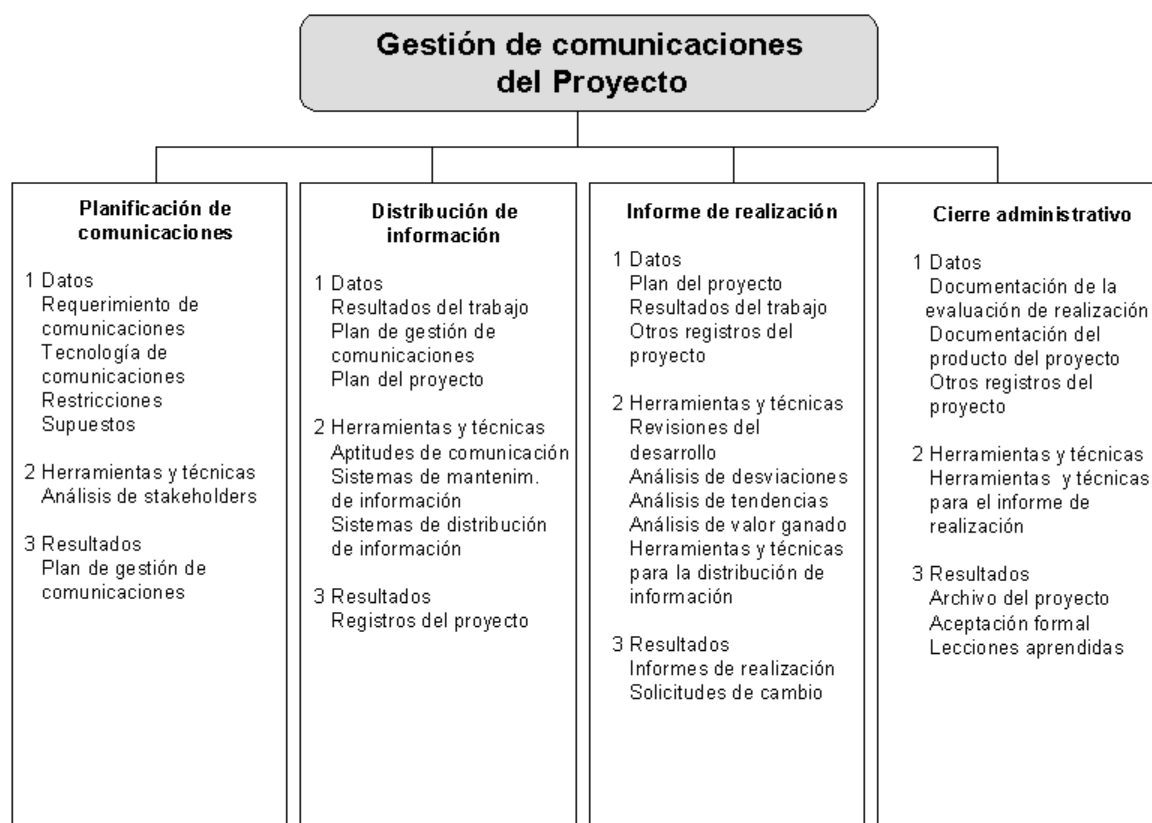 Gestión de comunicaciones
del Proyecto
Planificación de
comunicaciones
1 Datos
Requerimiento de
comunicaciones
Tecnología de
comunicaciones
Restricciones
Supuestos
2 Herramientas y técnicas
Análisis de stakeholders
3 Resultados
Plan de gestión de
comunicaciones
Distribución de
información
1 Datos
Resultados del trabajo
Plan de gestión de
comunicaciones
Plan del proyecto
2 Herramientas y técnicas
Aptitudes de comunicación
Sistemas de mantenim.
de información
Sistemas de distribución
de información
3 Resultados
Registros del proyecto
Informe de realización
1 Datos
Plan del proyecto
Resultados del trabajo
Otros registros del
proyecto
2 Herramientas y técnicas
Revisiones del
desarrollo
Análisis de desviaciones
Análisis de tendencias
Análisis de valor ganado
Herramientas y técnicas
para la distribución de
información
3 Resultados
Informes de realización
Solicitudes de cambio
Cierre administrativo
1 Datos
Documentación de la
evaluación de realización
Documentación del
producto del proyecto
Otros registros del
proyecto
2 Herramientas y técnicas
Herramientas y técnicas
para el informe de
realización
3 Resultados
Archivo del proyecto
Aceptación formal
Lecciones aprendidas